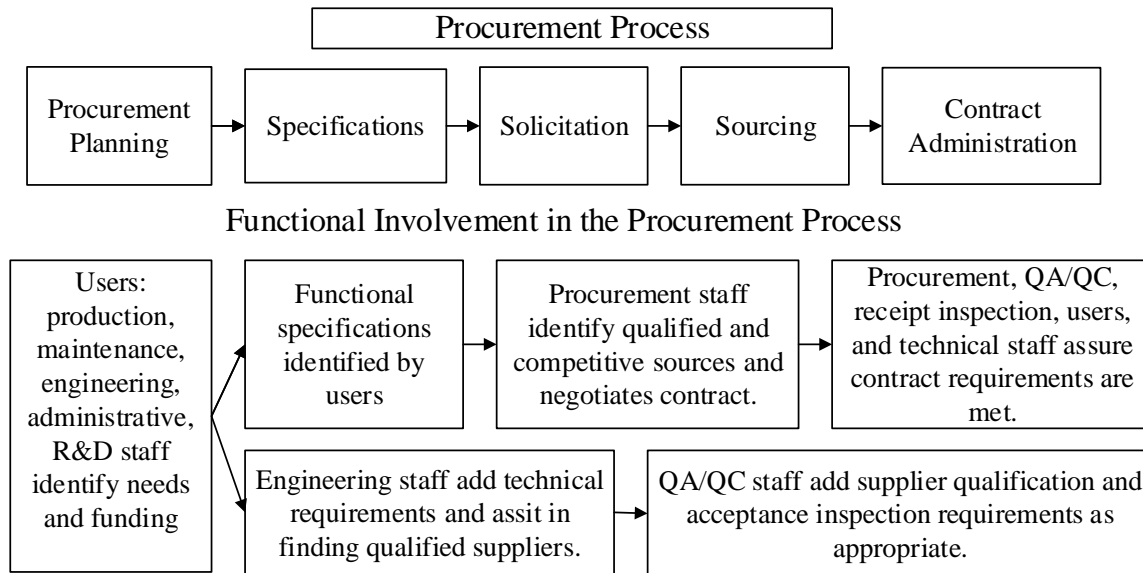 Procurement Process
Procurement
Planning
Specifications
Solicitation
Sourcing
Contract
Administration
Functional Involvement in the Procurement Process
Users:
production,
maintenance,
engineering,
administrative,
R&D staff
identify needs
and funding
Functional
specifications
identified by
users
Procurement staff
identify qualified and
competitive sources and
negotiates contract.
Procurement, QA/QC,
receipt inspection, users,
and technical staff assure
contract requirements are
met.
Engineering staff add technical
requirements and assit in
finding qualified suppliers.
QA/QC staff add supplier qualification and
acceptance inspection requirements as
appropriate.